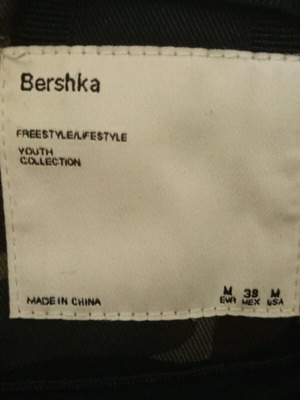 Bershka
FREESTYLE/LIFESTYLE
YOUTH
COLLECTION
MADE IN CHINA
M 38 M
EUR MEX USA